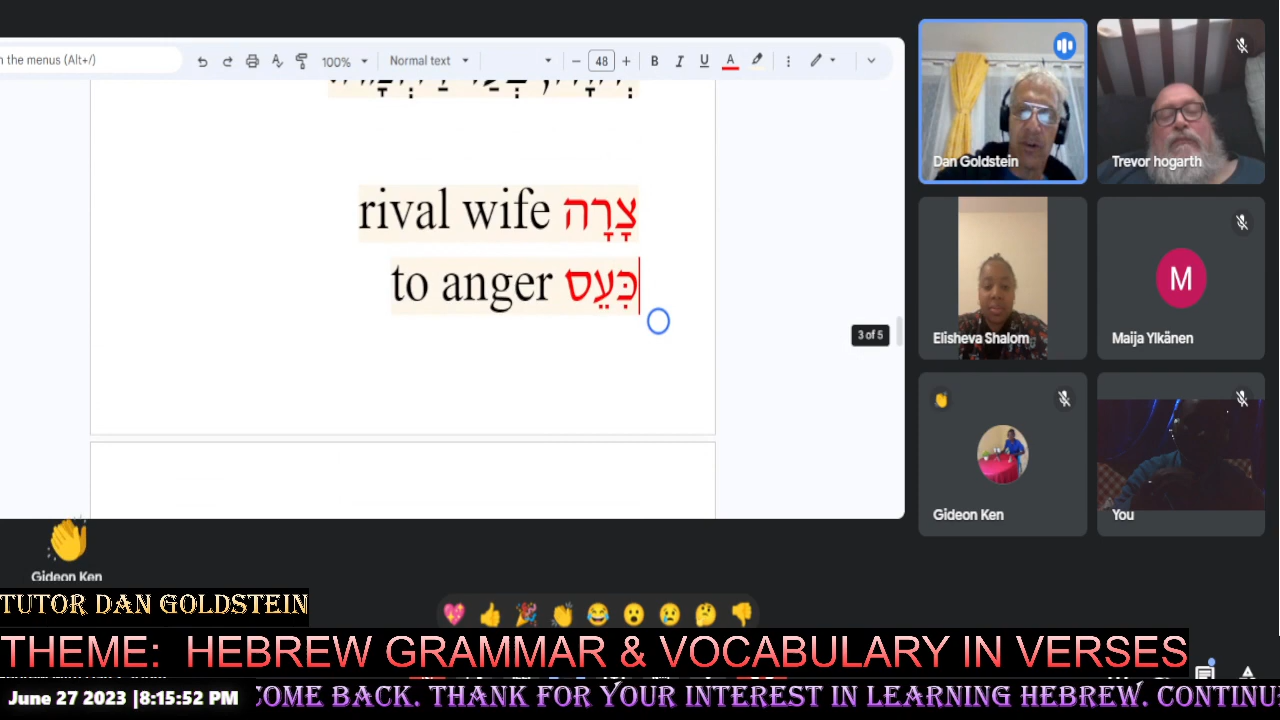 n the menus (Alt+/)
100%
Normal text
48
B I U A
rival wife צָרָה
to anger כִּעֵס
3 of 5
Dan Goldstein
Trevor hogarth
Elisheva Shalom
M
Maija Ylkänen
Gideon Ken
You
Gideon Ken
TUTOR DAN GOLDSTEIN
THEME: HEBREW GRAMMAR & VOCABULARY IN VERSES
June 27 2023 |8:15:52 PM
COME BACK. THANK FOR YOUR INTEREST IN LEARNING HEBREW. CONTINU